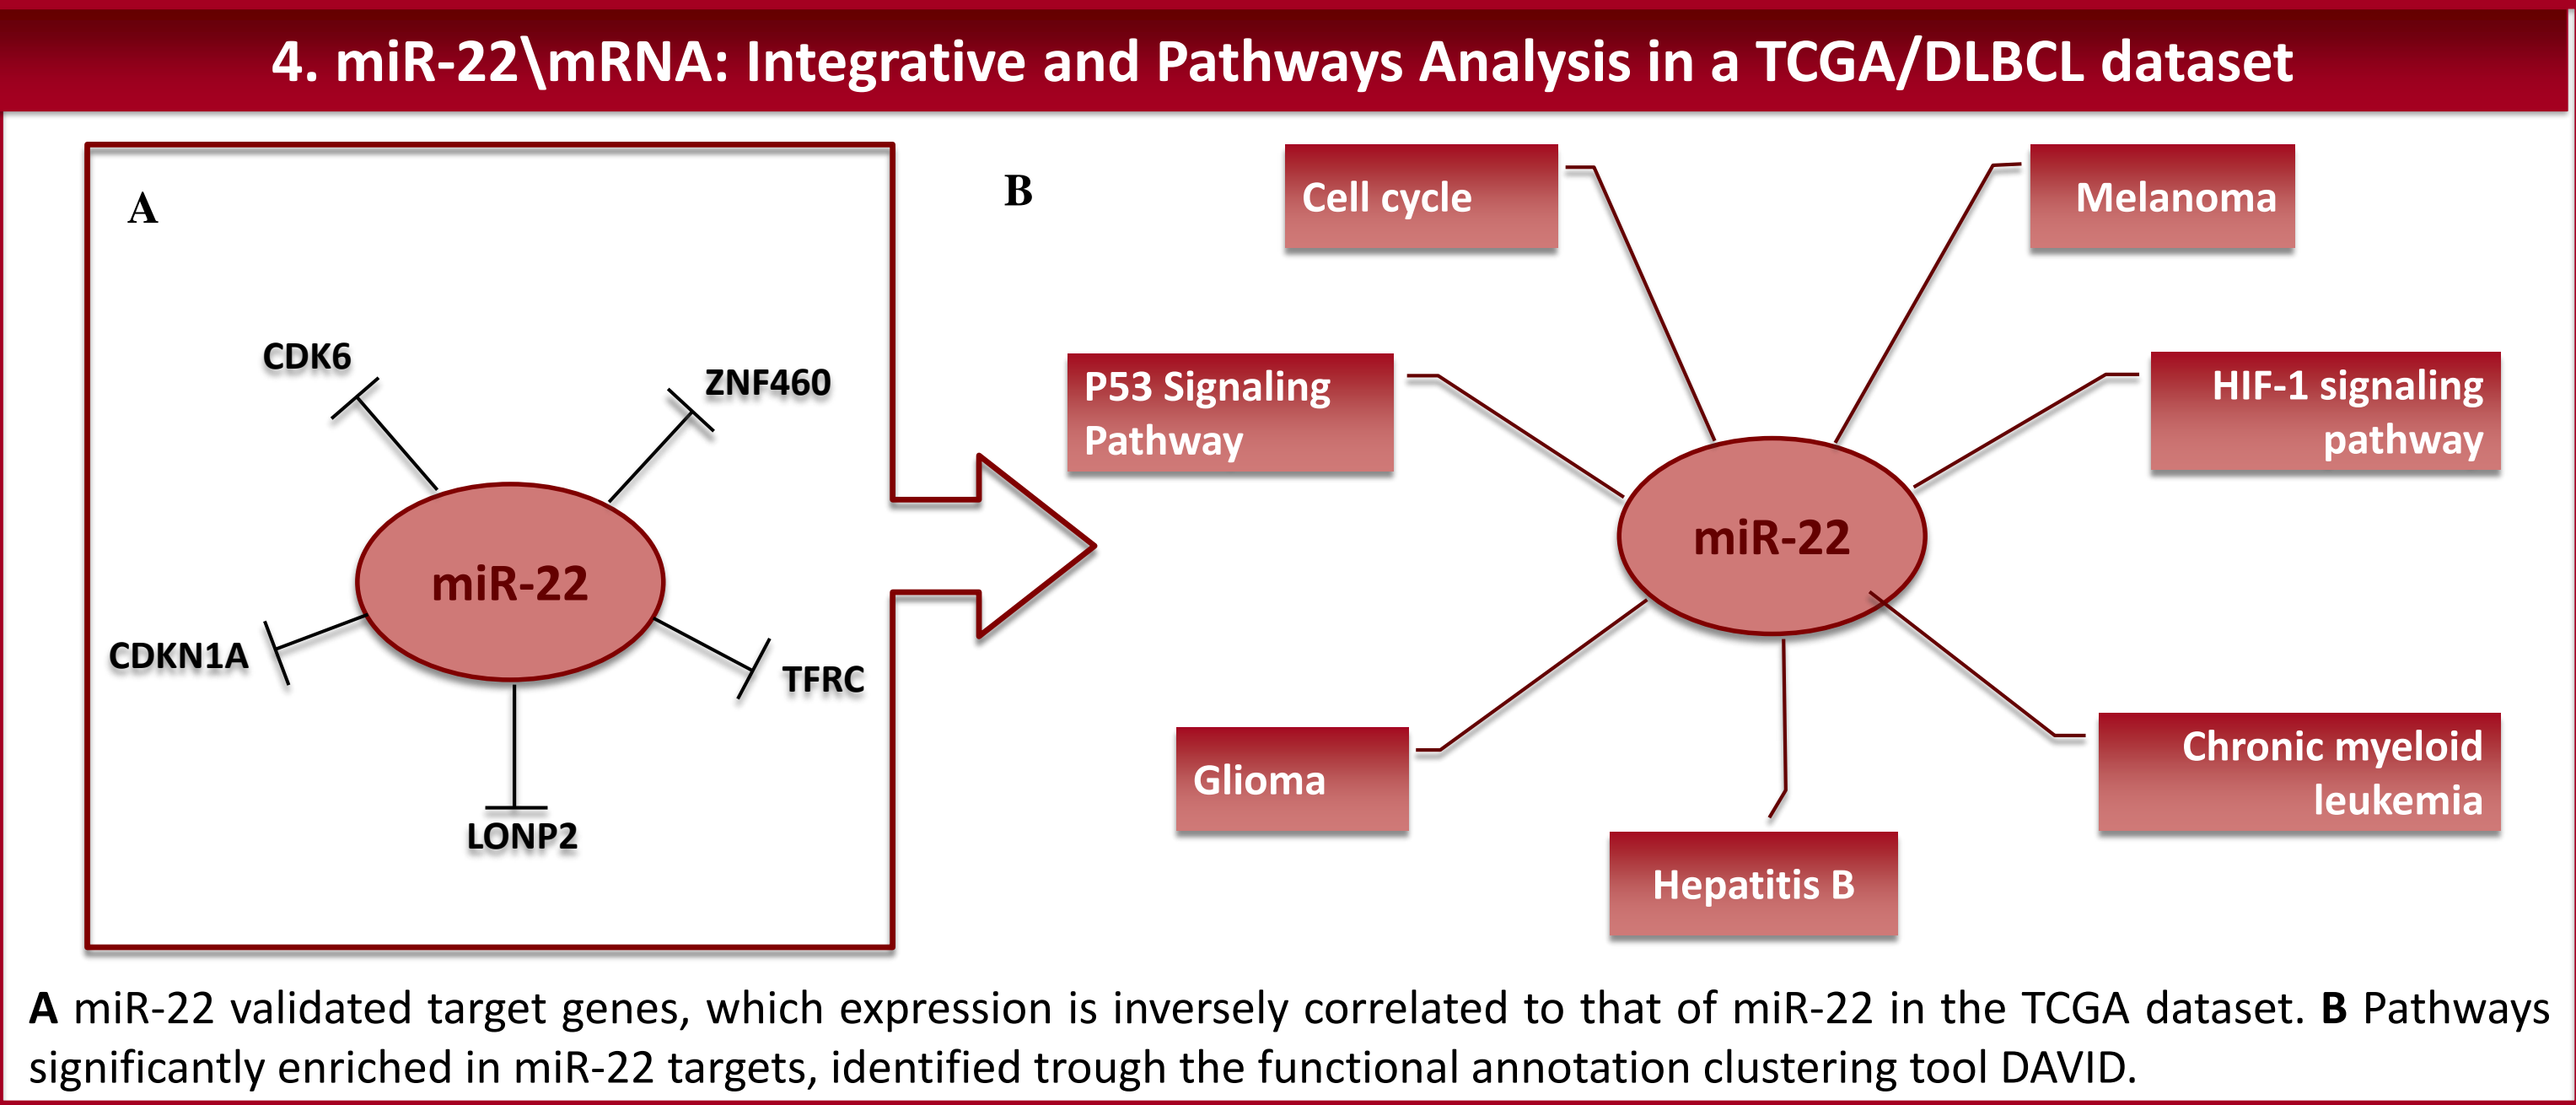 4. miR-22\mRNA: Integrative and Pathways Analysis in a TCGA/DLBCL dataset
A
CDK6
ZNF460
miR-22
CDKN1A
TFRC
LONP2
B
Cell cycle
Melanoma
P53 Signaling
Pathway
HIF-1 signaling
pathway
miR-22
Glioma
Chronic myeloid
leukemia
Hepatitis B
A miR-22 validated target genes, which expression is inversely correlated to that of miR-22 in the TCGA dataset. B Pathways
significantly enriched in miR-22 targets, identified trough the functional annotation clustering tool DAVID.